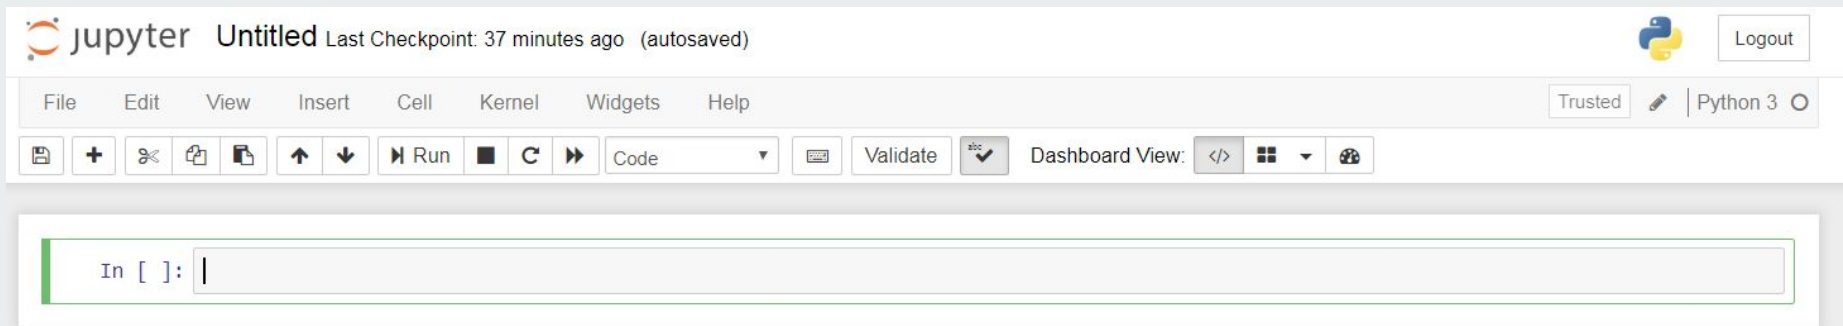 jupyter Untitled Last Checkpoint: 37 minutes ago (autosaved) Logout
File Edit View Insert Cell Kernel Widgets Help Trusted Python 3
Run Code Validate abc Dashboard View: </>
In [ ]: